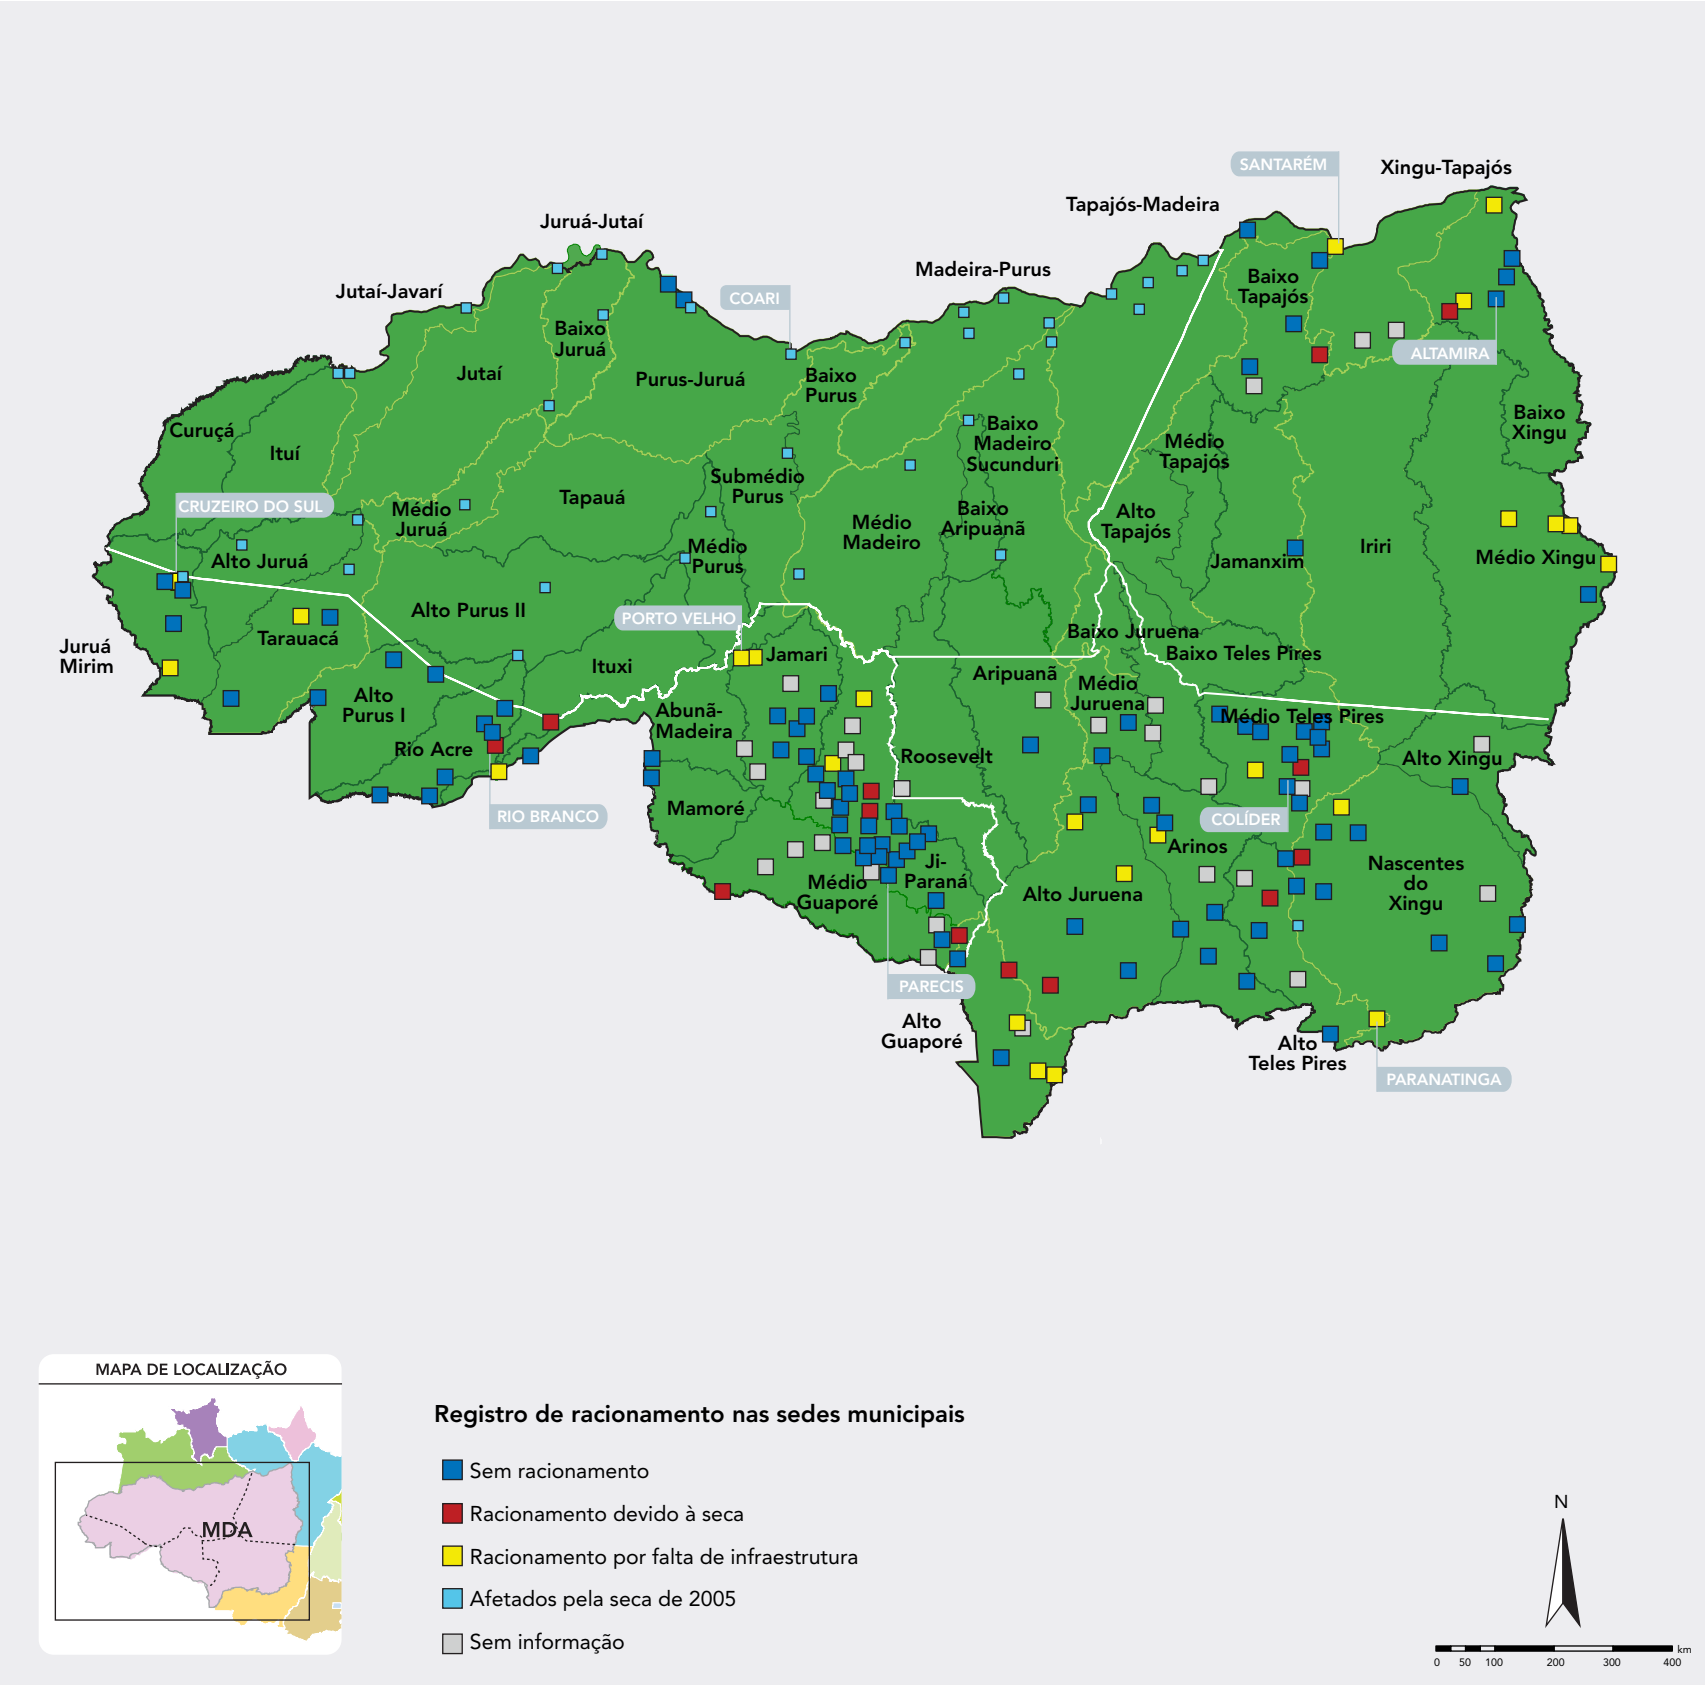 SANTARÉM
Xingu-Tapajós
Tapajós-Madeira
Juruá-Jutaí
Madeira-Purus
Jutaí-Javarí
COARI
Baixo
Tapajós
Baixo
Juruá
ALTAMIRA
Jutaí
Purus-Juruá
Baixo
Purus
Baixo
Xingu
Curuçá
Ituí
Baixo
Madeiro
Sucunduri
Médio
Tapajós
Submédio
Purus
Tapauá
CRUZEIRO DO SUL
Médio
Juruá
Médio
Madeiro
Baixo
Aripuanã
Alto
Tapajós
Iriri
Médio
Purus
Alto Juruá
Jamanxim
Médio Xingu
Alto Purus II
PORTO VELHO
Tarauacá
Juruá
Mirim
Baixo Juruena
Baixo Teles Pires
Jamari
Ituxi
Aripuanã
Médio
Juruena
Alto
Purus I
Abunã-
Madeira
Médio Teles Pires
Rio Acre
Roosevelt
Alto Xingu
Mamoré
RIO BRANCO
COLÍDER
Arinos
Ji-
Paraná
Nascentes
do
Xingu
Médio
Guaporé
Alto Juruena
PARECIS
Alto
Guaporé
Alto
Teles Pires
PARANATINGA
MAPA DE LOCALIZAÇÃO
MDA
Registro de racionamento nas sedes municipais
Sem racionamento
Racionamento devido à seca
Racionamento por falta de infraestrutura
Afetados pela seca de 2005
Sem informação
N
km
0 50 100 200 300 400